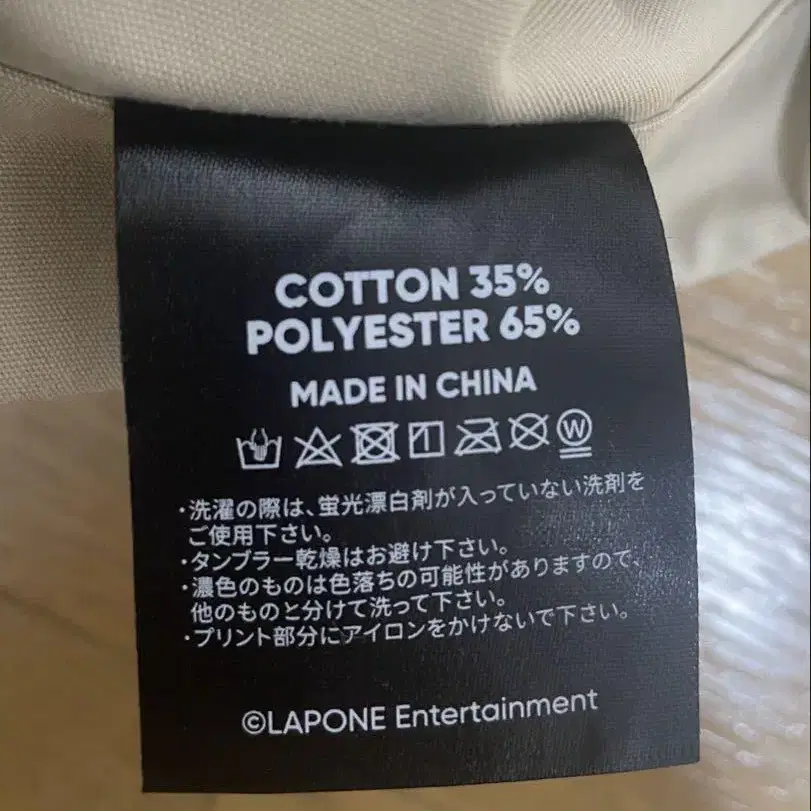 COTTON 35%
POLYESTER 65%
MADE IN CHINA
W
・洗濯の際は、蛍光漂白剤が入っていない洗剤を
ご使用下さい。
・タンブラー乾燥はお避け下さい。
・濃色のものは色落ちの可能性がありますので、
他のものと分けて洗って下さい。
・プリント部分にアイロンをかけないで下さい。
©LAPONE Entertainment